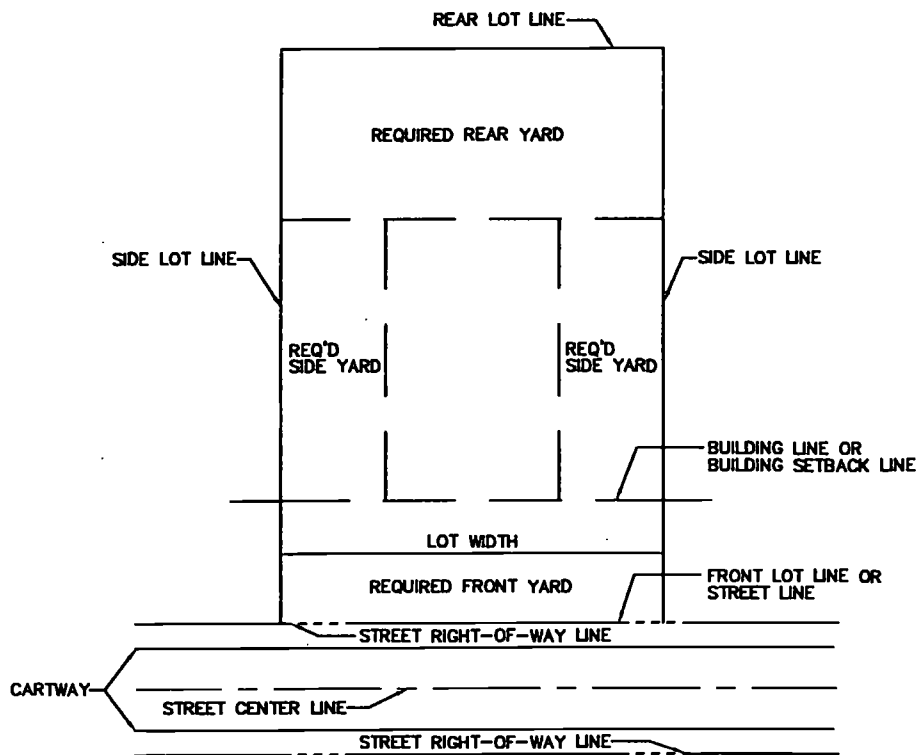 REAR LOT LINE
REQUIRED REAR YARD
SIDE LOT LINE
SIDE LOT LINE
REQ'D
SIDE YARD
REQ'D
SIDE YARD
BUILDING LINE OR
BUILDING SETBACK LINE
LOT WIDTH
REQUIRED FRONT YARD
FRONT LOT LINE OR
STREET LINE
STREET RIGHT-OF-WAY LINE
CARTWAY
STREET CENTER LINE
STREET RIGHT-OF-WAY LINE